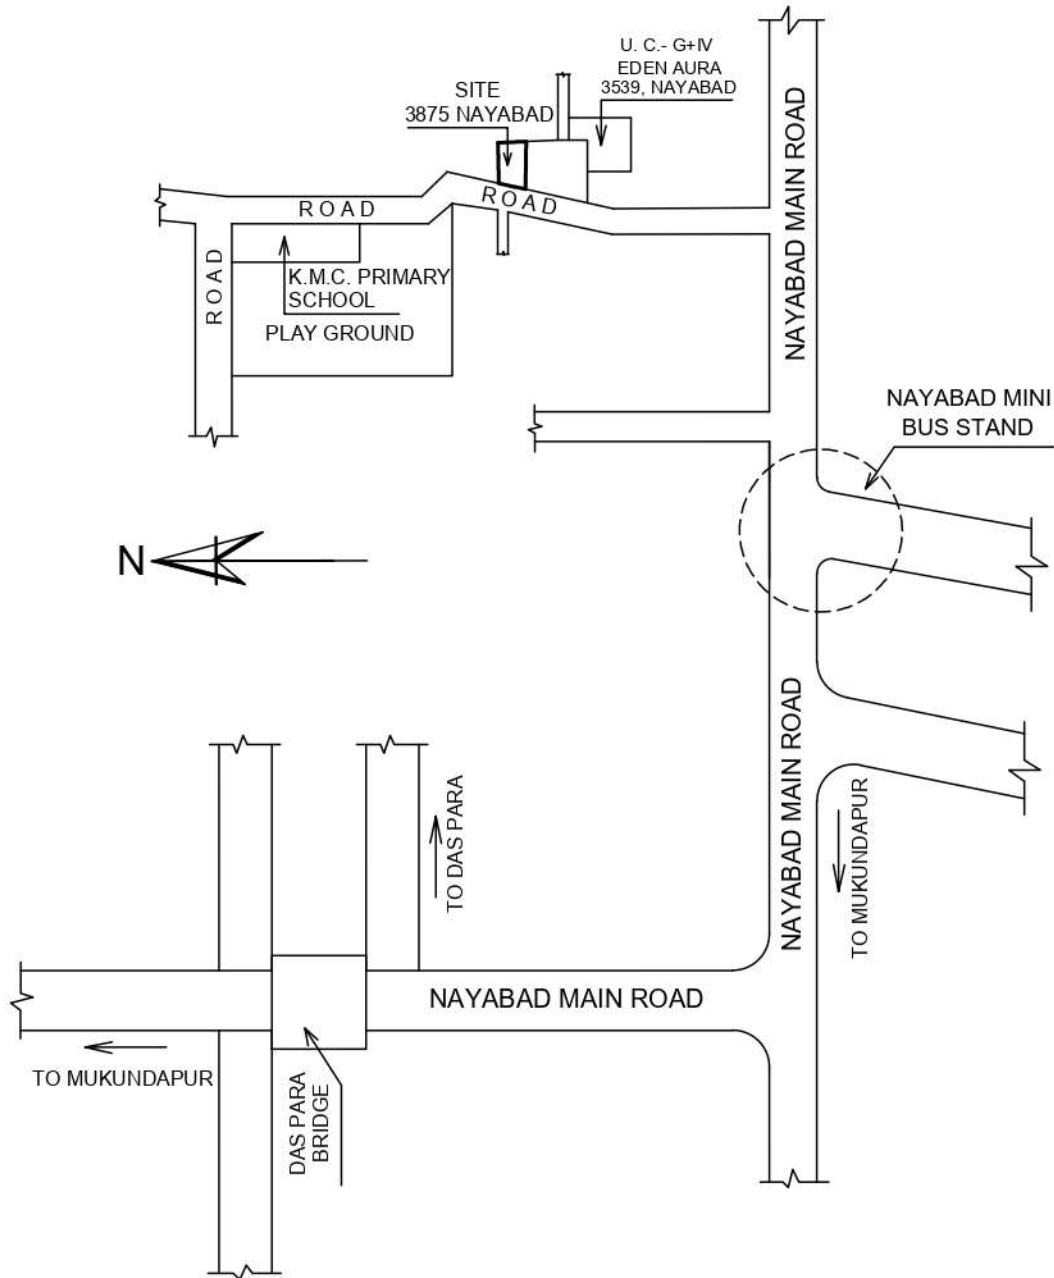 U. C.- G+IV
EDEN AURA
3539, NAYABAD
SITE
3875 NAYABAD
NAYABAD MAIN ROAD
ROAD
ROAD
ROAD
K.M.C. PRIMARY
SCHOOL
PLAY GROUND
NAYABAD MINI
BUS STAND
N
NAYABAD MAIN ROAD
TO DAS PARA
TO MUKUNDAPUR
NAYABAD MAIN ROAD
TO MUKUNDAPUR
DAS PARA
BRIDGE